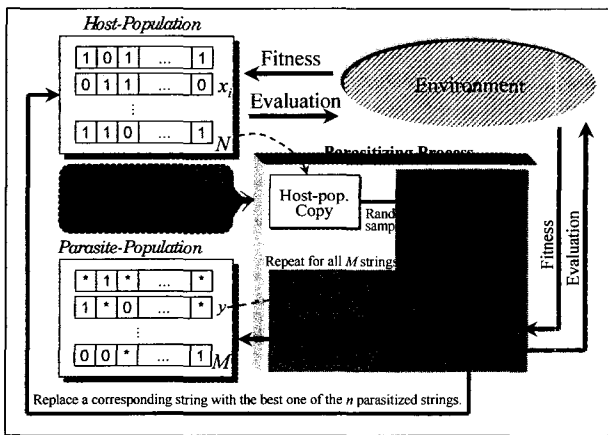 Host-Population
1 0 1 ... 1
0 1 1 ... 0 xi
⋮
1 1 0 ... 1 N
Fitness
Evaluation
Environment
Parasitizing Process
Host-pop.
Copy
Repeat for all M strings
Parasite-Population
* 1 * ... *
1 * 0 ... * y
⋮
0 0 * ... 1 M
Fitness
Evaluation
Replace a corresponding string with the best one of the n parasitized strings.